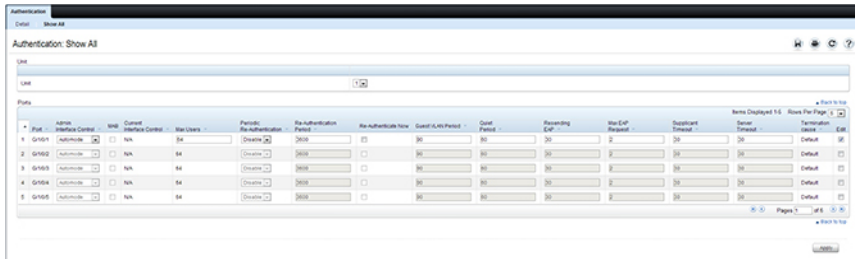 Authentication
Detail Show All
Authentication: Show All
Unit
Unit 1
Ports
Back to top
Items Displayed 1-5 Rows Per Page 5
Port Admin Interface Control MAB Current Interface Control Max Users Periodic Re-Authentication Re-Authentication Period Re-Authenticate Now Guest VLAN Period Quiet Period Resending EAP Max EAP Request Supplicant Timeout Server Timeout Termination cause Edit
1 Gi1/0/1 Automode N/A 64 Disable 3600 90 60 30 2 30 30 Default
2 Gi1/0/2 Automode N/A 64 Disable 3600 90 60 30 2 30 30 Default
3 Gi1/0/3 Automode N/A 64 Disable 3600 90 60 30 2 30 30 Default
4 Gi1/0/4 Automode N/A 64 Disable 3600 90 60 30 2 30 30 Default
5 Gi1/0/5 Automode N/A 64 Disable 3600 90 60 30 2 30 30 Default
Pages 1 of 6
Back to top
Apply